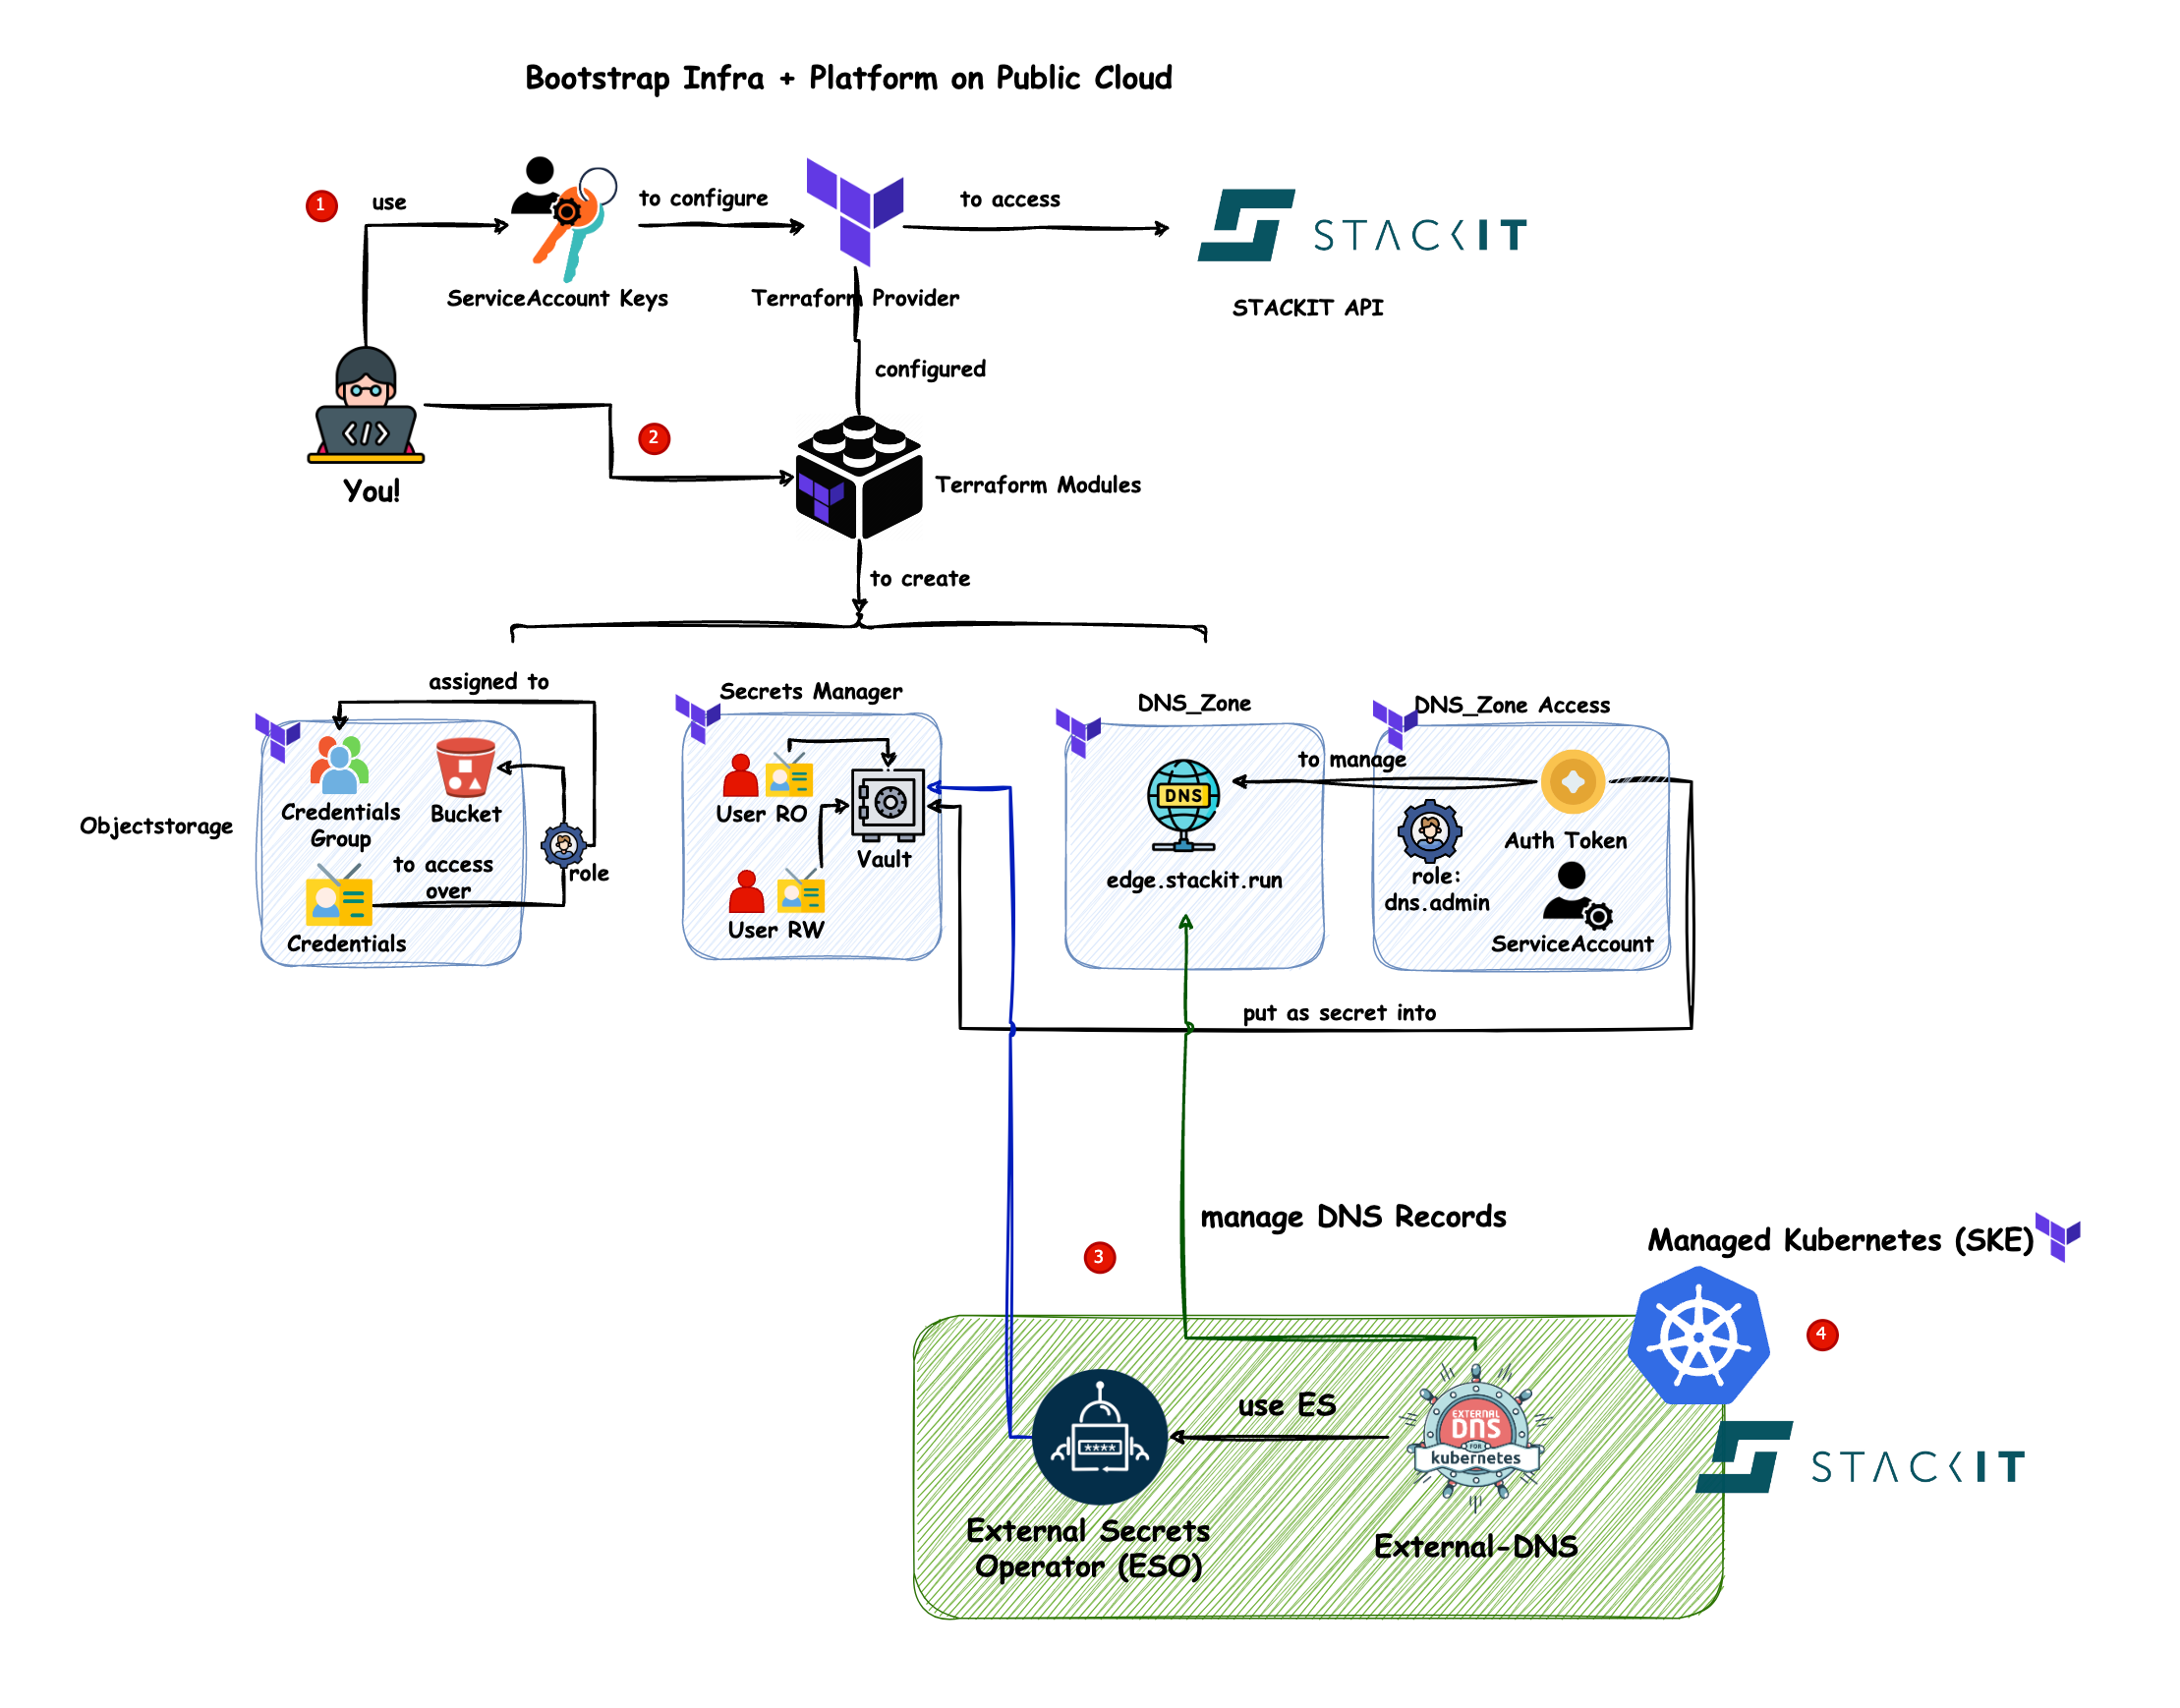 Bootstrap Infra + Platform on Public Cloud
1
use
to configure
to access
STACKIT
ServiceAccount Keys
Terraform Provider
STACKIT API
configured
</>
2
You!
Terraform Modules
to create
assigned to
Secrets Manager
DNS_Zone
DNS_Zone Access
to manage
DNS
Credentials
Group
Bucket
User RO
Objectstorage
Auth Token
Vault
to access
over
role
edge.stackit.run
role:
dns.admin
User RW
Credentials
ServiceAccount
put as secret into
manage DNS Records
Managed Kubernetes (SKE)
3
4
use ES
EXTERNAL
DNS
FOR
kubernetes
****
STACKIT
External Secrets
Operator (ESO)
External-DNS